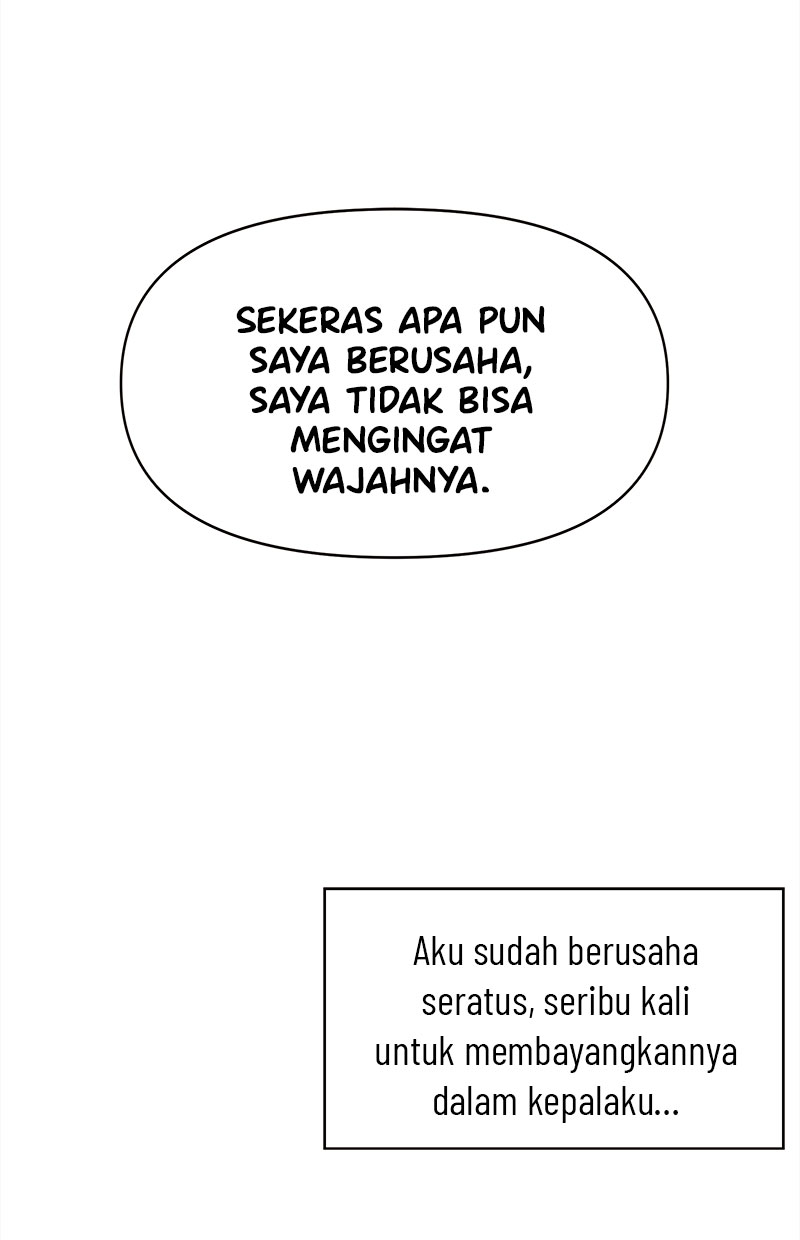 SEKERAS APA PUN
SAYA BERUSAHA,
SAYA TIDAK BISA
MENGINGAT
WAJAHNYA.
Aku sudah berusaha
seratus, seribu kali
untuk membayangkannya
dalam kepalaku...